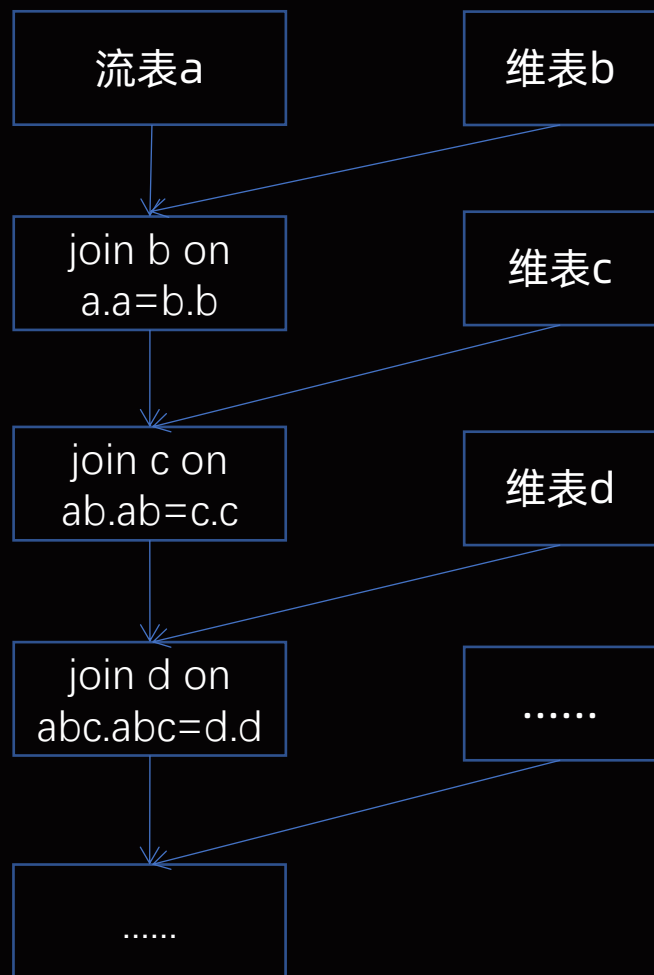 流表a
维表b
join b on
a.a=b.b
维表c
join c on
ab.ab=c.c
维表d
join d on
abc.abc=d.d
......
......